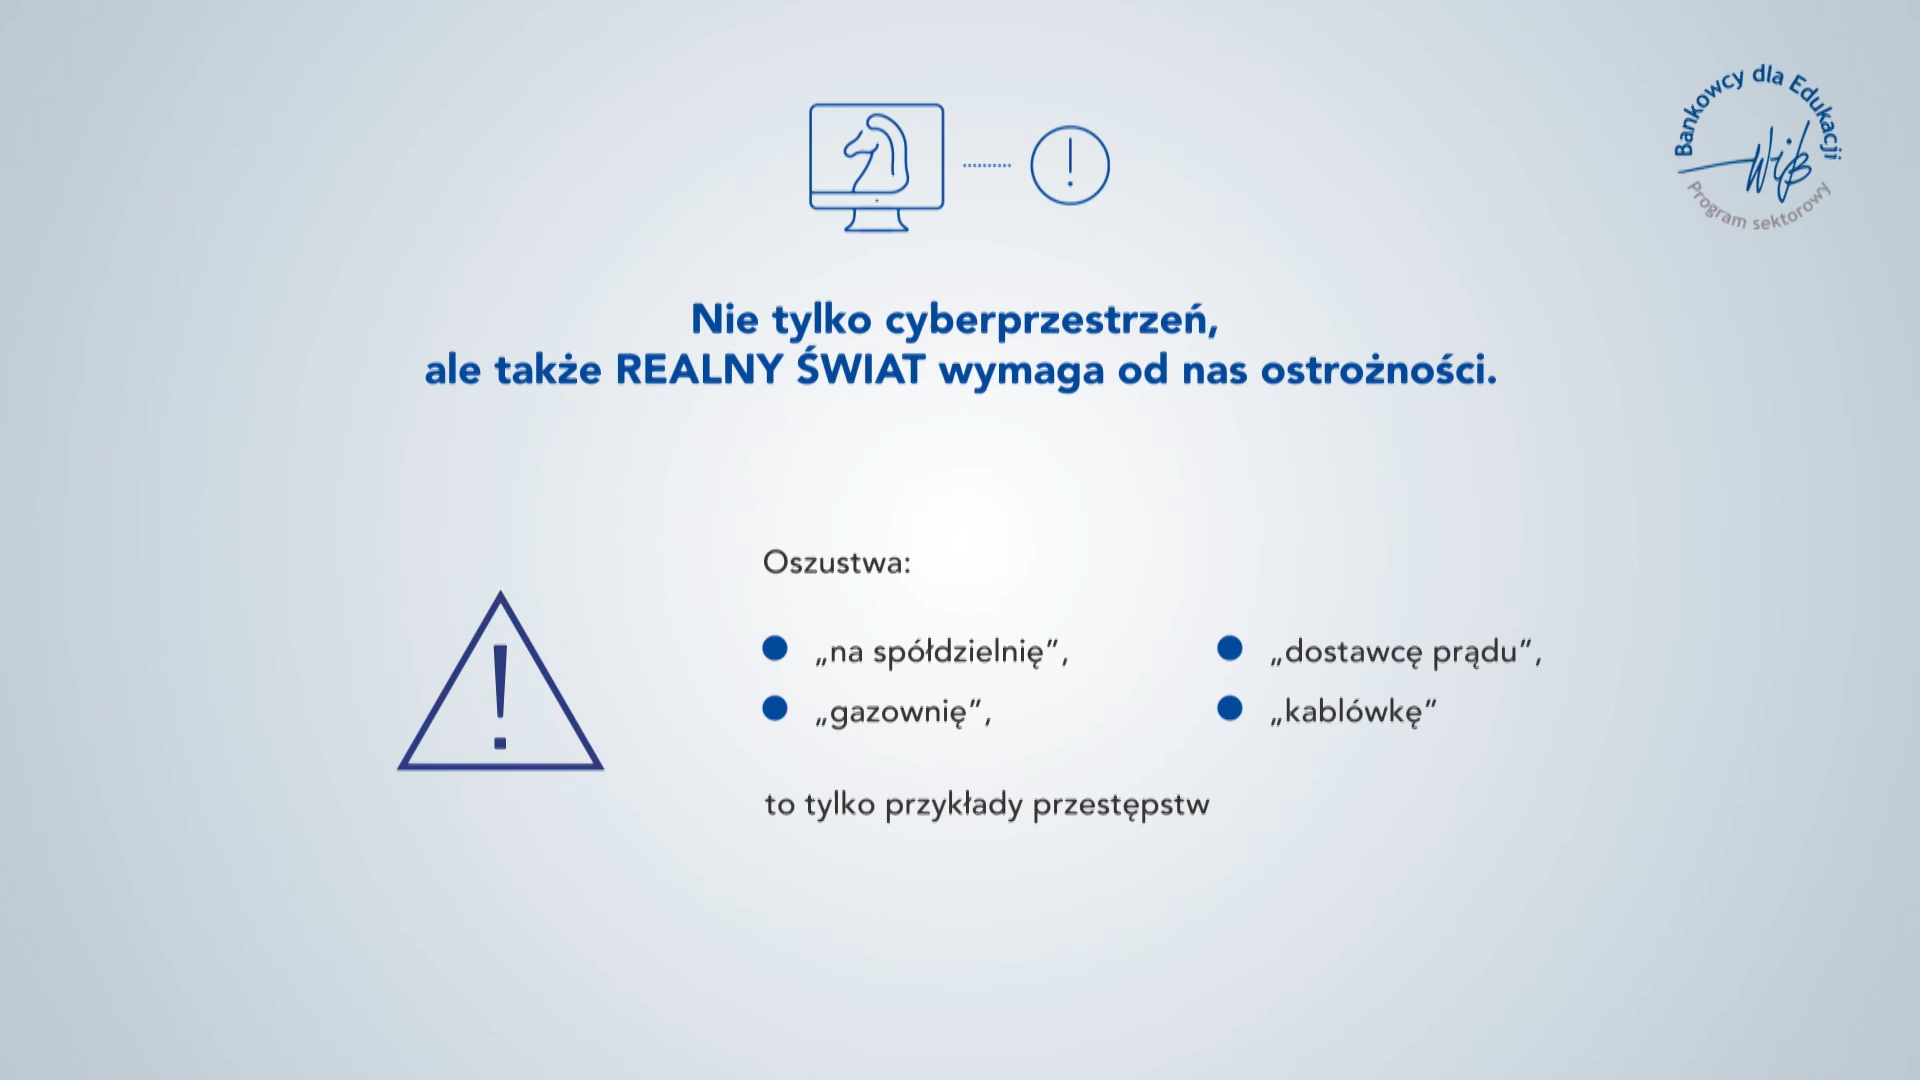 Bankowcy dla Edukacji
WiB
Program sektorowy
Nie tylko cyberprzestrzeń,
ale także REALNY ŚWIAT wymaga od nas ostrożności.
Oszustwa:
„na spółdzielnię”,
„gazownię”,
„dostawcę prądu”,
„kablówkę”
to tylko przykłady przestępstw